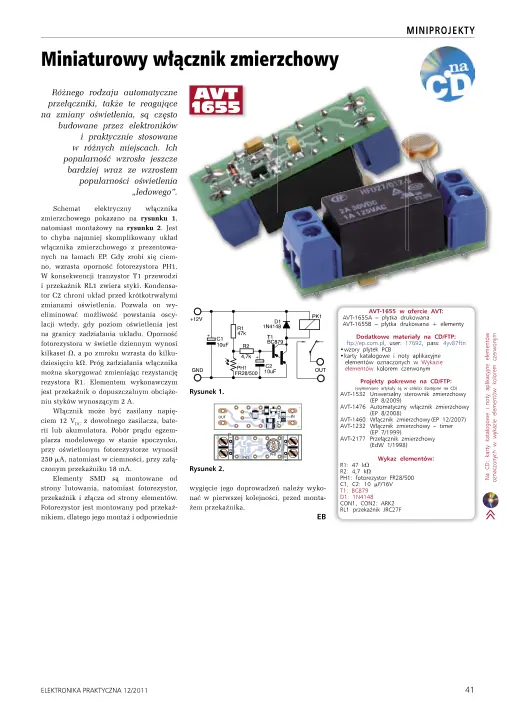 MINIPROJEKTY
Miniaturowy włącznik zmierzchowy
na
CD
AVT
1655
Różnego rodzaju automatyczne
przełączniki, także te reagujące
na zmiany oświetlenia, są często
budowane przez elektroników
i praktycznie stosowane
w różnych miejscach. Ich
popularność wzrosła jeszcze
bardziej wraz ze wzrostem
popularności oświetlenia
„ledowego”.
Schemat elektryczny włącznika
zmierzchowego pokazano na rysunku 1,
natomiast montażowy na rysunku 2. Jest
to chyba najmniej skomplikowany układ
włącznika zmierzchowego z prezentowa-
nych na łamach EP. Gdy zrobi się ciem-
no, wzrasta oporność fotorezystora PH1.
W konsekwencji tranzystor T1 przewodzi
i przekaźnik RL1 zwiera styki. Kondensa-
tor C2 chroni układ przed krótkotrwałymi
zmianami oświetlenia. Pozwala on wy-
eliminować możliwość powstania oscy-
lacji wtedy, gdy poziom oświetlenia jest
na granicy zadziałania układu. Oporność
fotorezystora w świetle dziennym wynosi
kilkaset Ω, a po zmroku wzrasta do kilku-
dziesięciu kΩ. Próg zadziałania włącznika
można skorygować zmieniając rezystancję
rezystora R1. Elementem wykonawczym
jest przekaźnik o dopuszczalnym obciąże-
niu styków wynoszącym 2 A.
Włącznik może być zasilany napię-
ciem 12 VDC z dowolnego zasilacza, bate-
rii lub akumulatora. Pobór prądu egzem-
plarza modelowego w stanie spoczynku,
przy oświetlonym fotorezystorze wynosił
250 μA, natomiast w ciemności, przy załą-
czonym przekaźniku 18 mA.
Elementy SMD są montowane od
strony lutowania, natomiast fotorezystor,
przekaźnik i złącza od strony elementów.
Fotorezystor jest montowany pod przekaź-
nikiem, dlatego jego montaż i odpowiednie
HFD27/012-S
2A 30VDC
1A 125VAC
+12V
C1
10uF
R1
47k
R2
4,7k
PH1
FR28/500
D1
1N4148
T1
BC879
C2
10uF
PK1
GND
OUT
Rysunek 1.
Rysunek 2.
wygięcie jego doprowadzeń należy wyko-
nać w pierwszej kolejności, przed monta-
żem przekaźnika.
EB
AVT-1655 w ofercie AVT:
AVT-1655A – płytka drukowana
AVT-1655B – płytka drukowana + elementy
Dodatkowe materiały na CD/FTP:
ftp://ep.com.pl, user: 17692, pass: 4yu87ftn
• wzory płytek PCB
• karty katalogowe i noty aplikacyjne
elementów oznaczonych w Wykazie
elementów kolorem czerwonym
Projekty pokrewne na CD/FTP:
(wymienione artykuły są w całości dostępne na CD)
AVT-1532 Uniwersalny sterownik zmierzchowy
(EP 8/2009)
AVT-1476 Automatyczny włącznik zmierzchowy
(EP 8/2008)
AVT-1460 Włącznik zmierzchowy (EP 12/2007)
AVT-1232 Włącznik zmierzchowy – timer
(EP 7/1999)
AVT-2177 Przełącznik zmierzchowy
(EdW 1/1998)
Wykaz elementów:
R1: 47 kΩ
R2: 4,7 kΩ
PH1: fotorezystor FR28/500
C1, C2: 10 μF/16V
T1: BC879
D1: 1N4148
CON1, CON2: ARK2
RL1 przekaźnik JRC27F
Na CD: karty katalogowe i noty aplikacyjne elementów
oznaczonych w wykazie elementów kolorem czerwonym
ELEKTRONIKA PRAKTYCZNA 12/2011
41